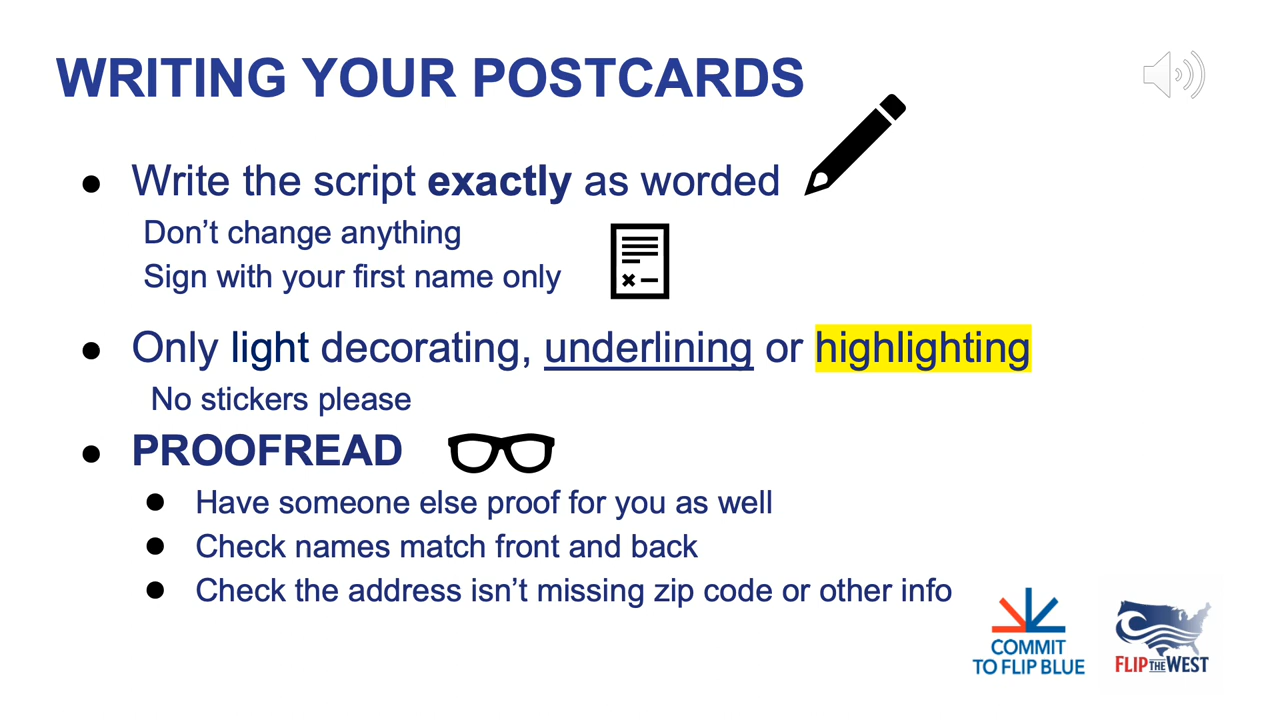 WRITING YOUR POSTCARDS
● Write the script exactly as worded
Don’t change anything
Sign with your first name only
● Only light decorating, underlining or highlighting
No stickers please
● PROOFREAD
● Have someone else proof for you as well
● Check names match front and back
● Check the address isn’t missing zip code or other info
COMMIT
TO FLIP BLUE
FLIP THE WEST